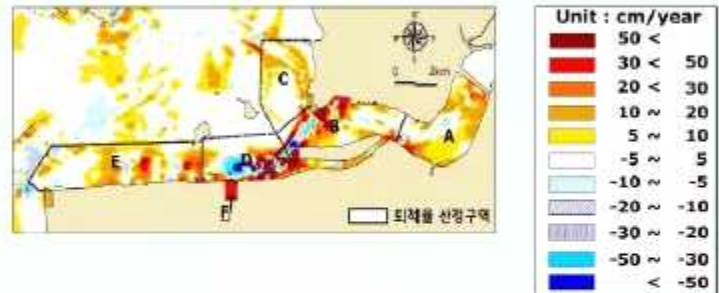 C
0 2km
B
A
E
D
F
퇴적율 산정구역
Unit : cm/year
50 <
30 < 50
20 < 30
10 ~ 20
5 ~ 10
-5 ~ 5
-10 ~ -5
-20 ~ -10
-30 ~ -20
-50 ~ -30
< -50